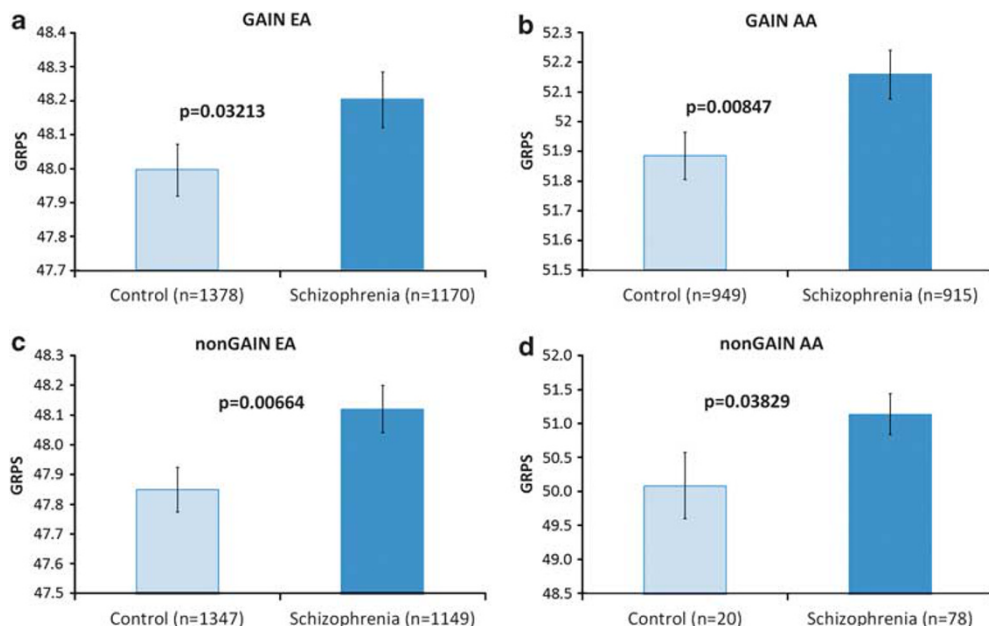 a
GAIN EA
GRPS
48.4
48.3
48.2
48.1
48.0
47.9
47.8
47.7
p=0.03213
Control (n=1378)
Schizophrenia (n=1170)
b
GAIN AA
GRPS
52.3
52.2
52.1
52
51.9
51.8
51.7
51.6
51.5
p=0.00847
Control (n=949)
Schizophrenia (n=915)
c
nonGAIN EA
GRPS
48.3
48.2
48.1
48.0
47.9
47.8
47.7
47.6
47.5
p=0.00664
Control (n=1347)
Schizophrenia (n=1149)
d
nonGAIN AA
GRPS
52.0
51.5
51.0
50.5
50.0
49.5
49.0
48.5
p=0.03829
Control (n=20)
Schizophrenia (n=78)